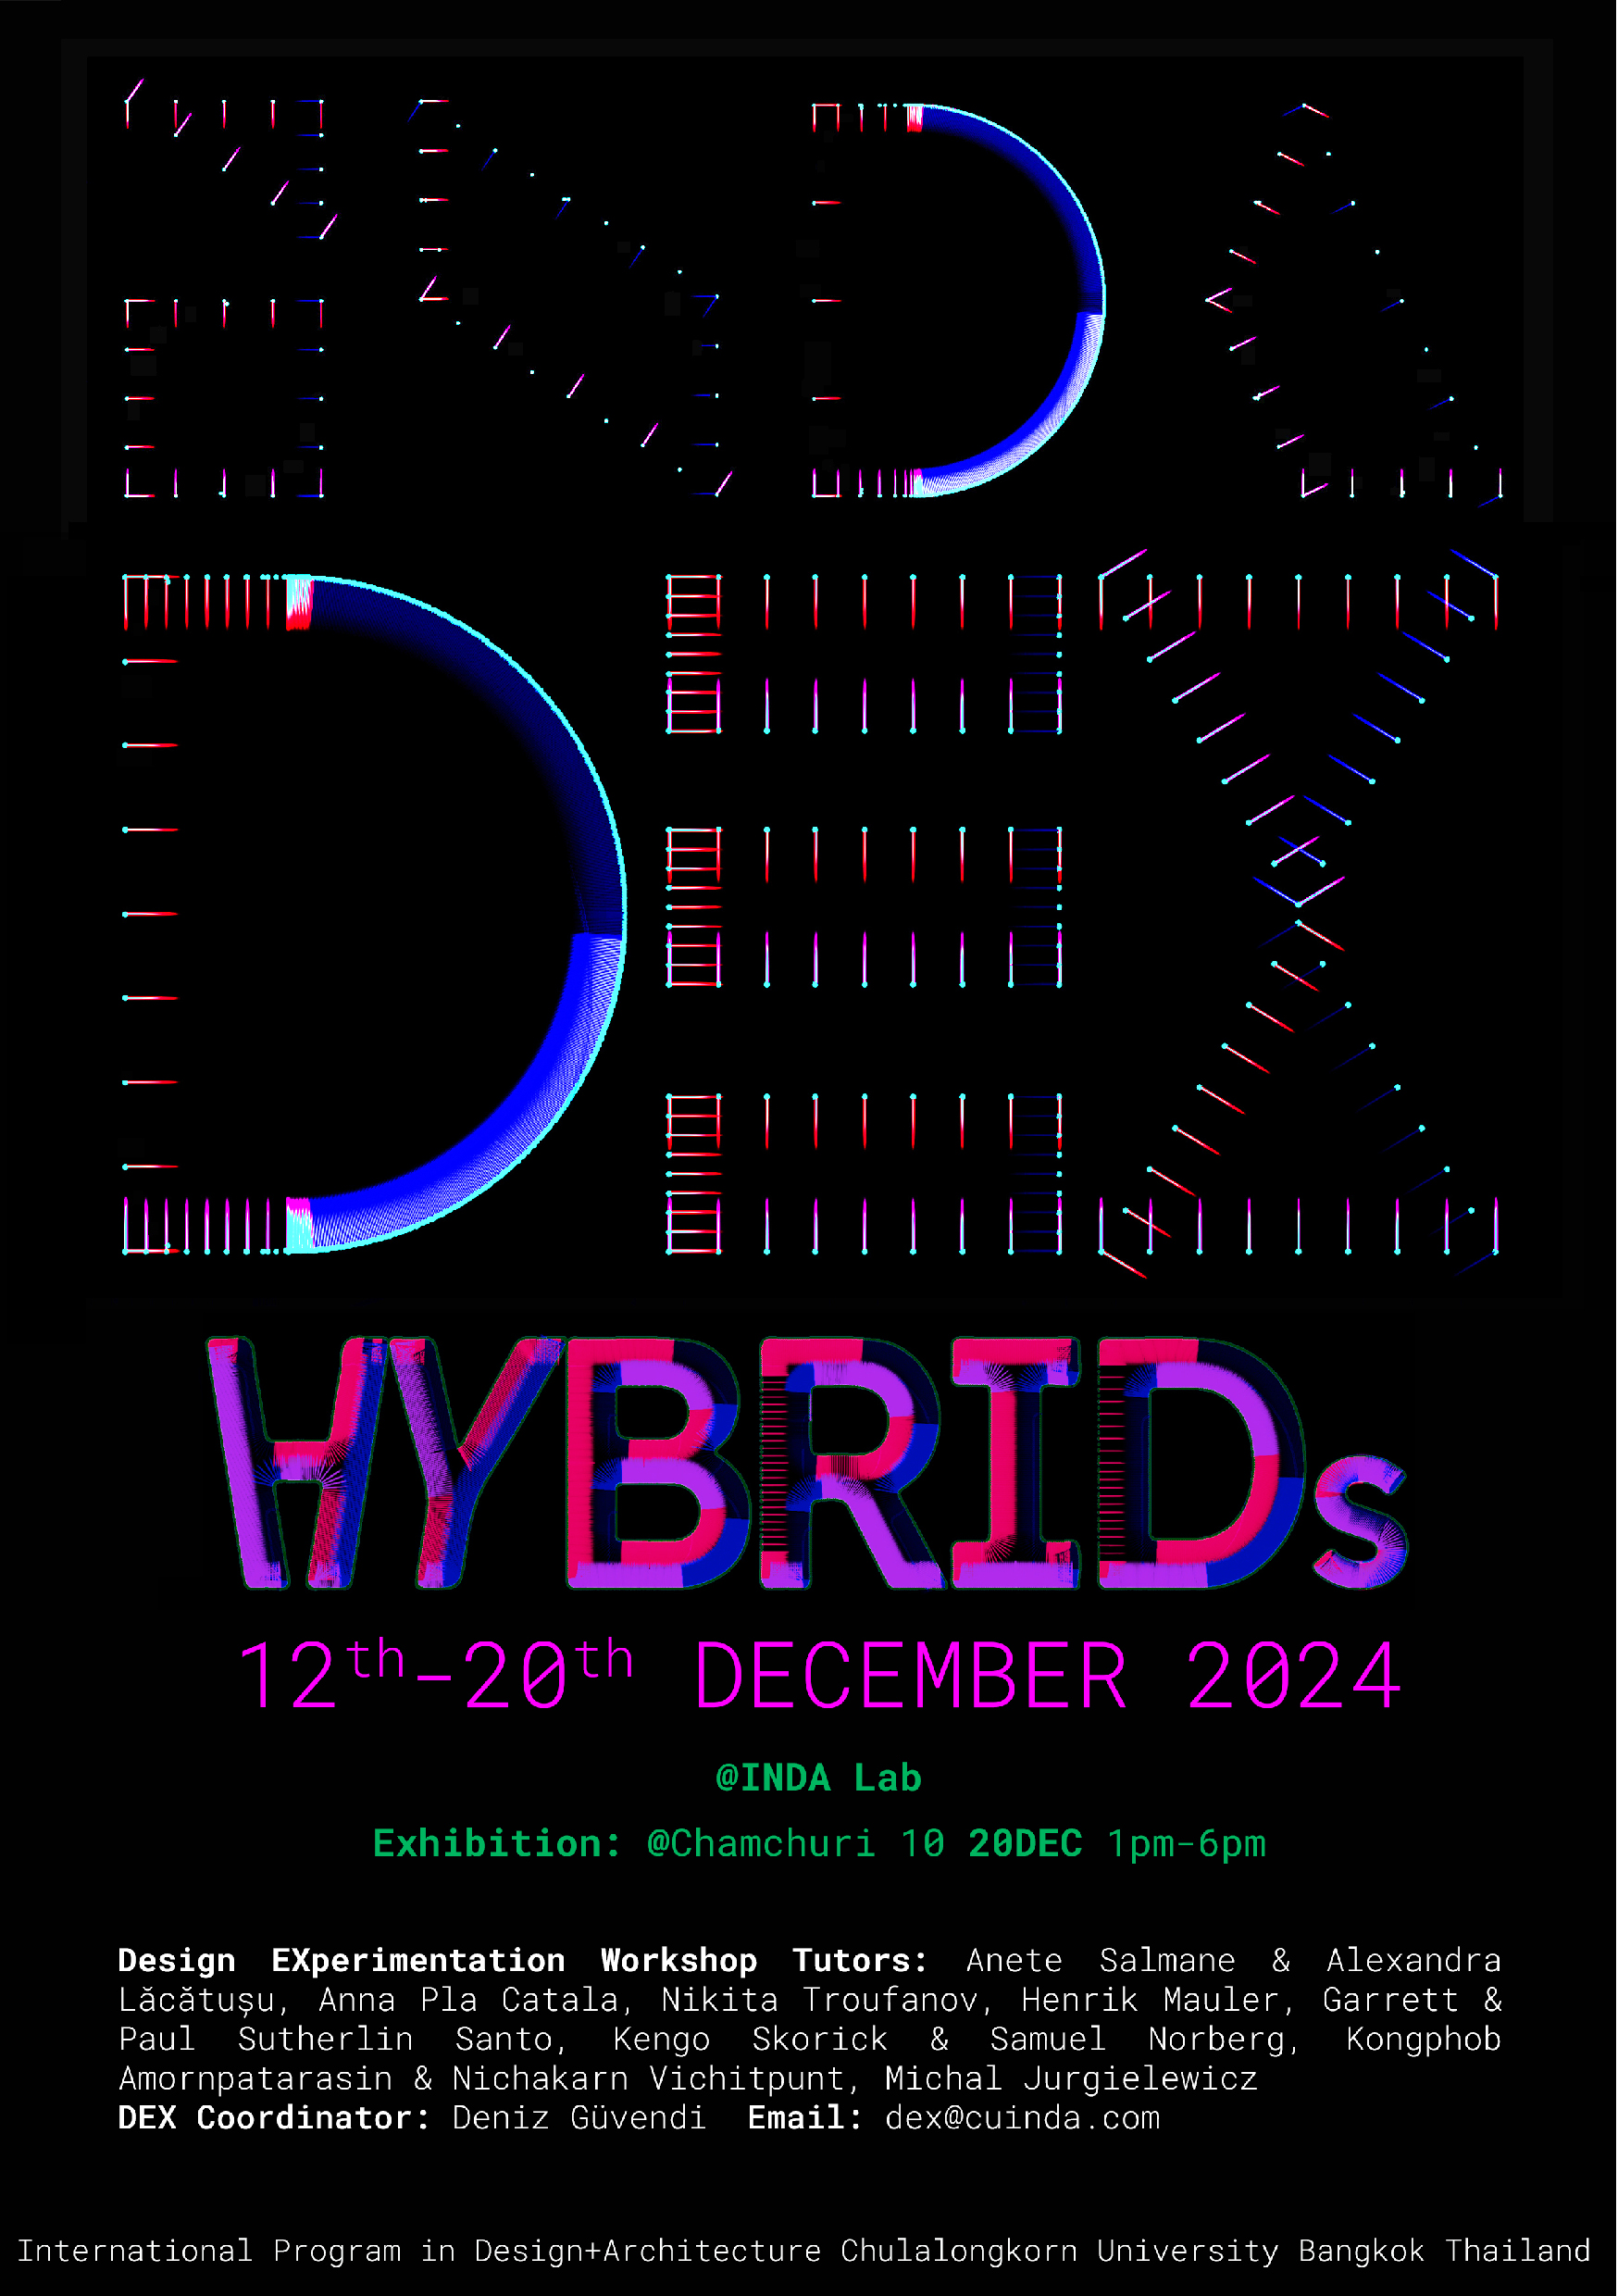 INDA
DEX
HYBRIDs
12th-20th DECEMBER 2024
@INDA Lab
Exhibition: @Chamchuri 10 20DEC 1pm-6pm
Design EXperimentation Workshop Tutors: Anete Salmane & Alexandra
Lăcătușu, Anna Pla Catala, Nikita Troufanov, Henrik Mauler, Garrett &
Paul Sutherlin Santo, Kengo Skorick & Samuel Norberg, Kongphob
Amornpatarasin & Nichakarn Vichitpunt, Michal Jurgielewicz
DEX Coordinator: Deniz Güvendi Email: dex@cuinda.com
International Program in Design+Architecture Chulalongkorn University Bangkok Thailand